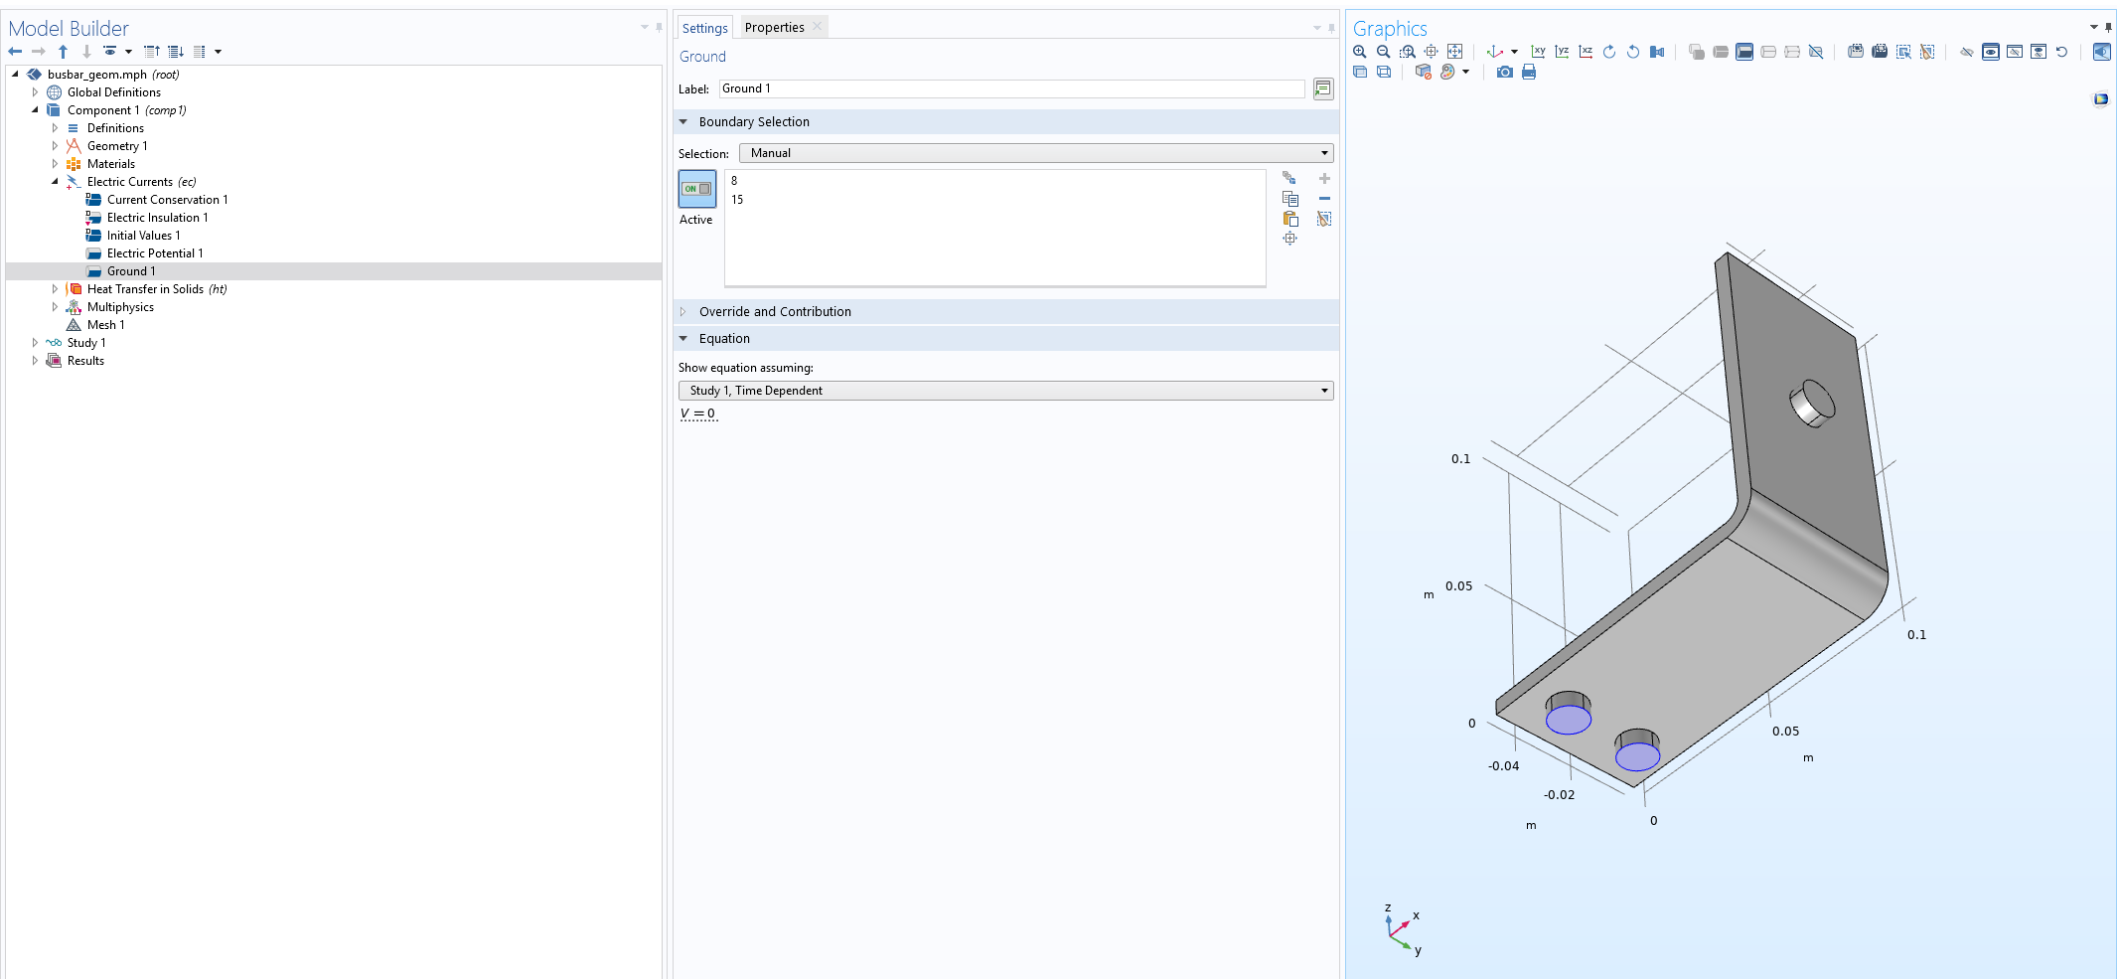 Model Builder
busbar_geom.mph (root)
Global Definitions
Component 1 (comp1)
Definitions
Geometry 1
Materials
Electric Currents (ec)
Current Conservation 1
Electric Insulation 1
Initial Values 1
Electric Potential 1
Ground 1
Heat Transfer in Solids (ht)
Multiphysics
Mesh 1
Study 1
Results
Settings Properties
Ground
Label: Ground 1
Boundary Selection
Selection: Manual
ON
Active
8
15
Override and Contribution
Equation
Show equation assuming:
Study 1, Time Dependent
V = 0
Graphics
xy yz xz
0.1
m 0.05
0
-0.04
-0.02
m
0
0.05
m
0.1
z
x
y